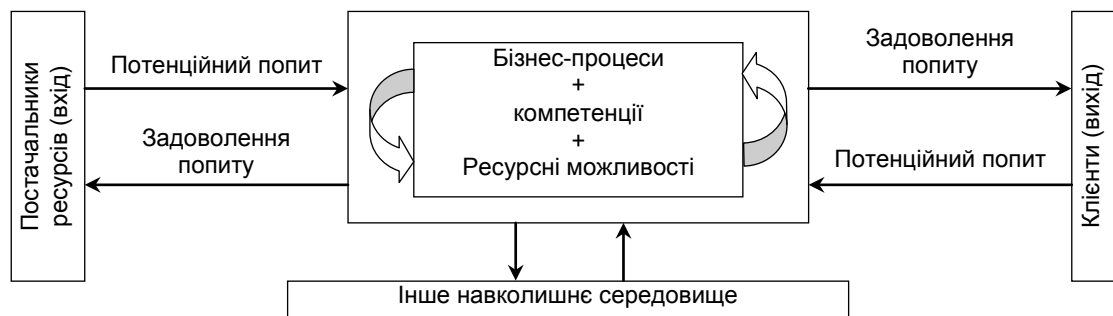 Постачальники
ресурсів (вхід)
Потенційний попит
Задоволення
попиту
Бізнес-процеси
+
компетенції
+
Ресурсні можливості
Задоволення
попиту
Потенційний попит
Клієнти (вихід)
Інше навколишнє середовище